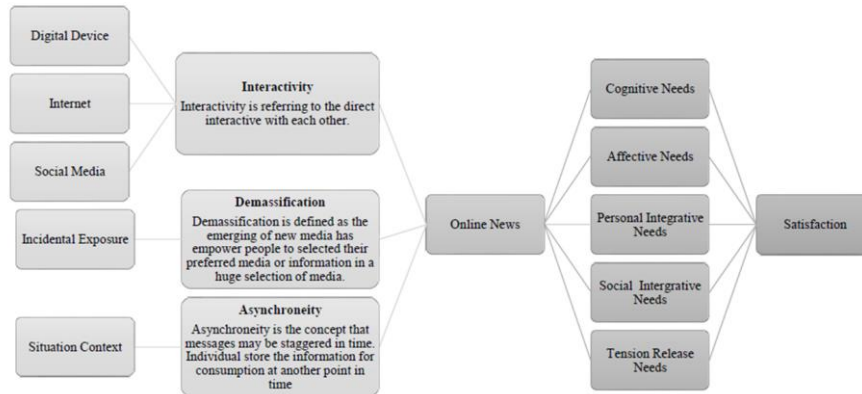 Digital Device
Internet
Social Media
Incidental Exposure
Situation Context
Interactivity
Interactivity is referring to the direct
interactive with each other.
Demassification
Demassification is defined as the
emerging of new media has
empower people to selected their
preferred media or information in a
huge selection of media.
Asynchroneity
Asynchroneity is the concept that
messages may be staggered in time.
Individual store the information for
consumption at another point in
time
Online News
Cognitive Needs
Affective Needs
Personal Integrative
Needs
Social Intergrative
Needs
Tension Release
Needs
Satisfaction